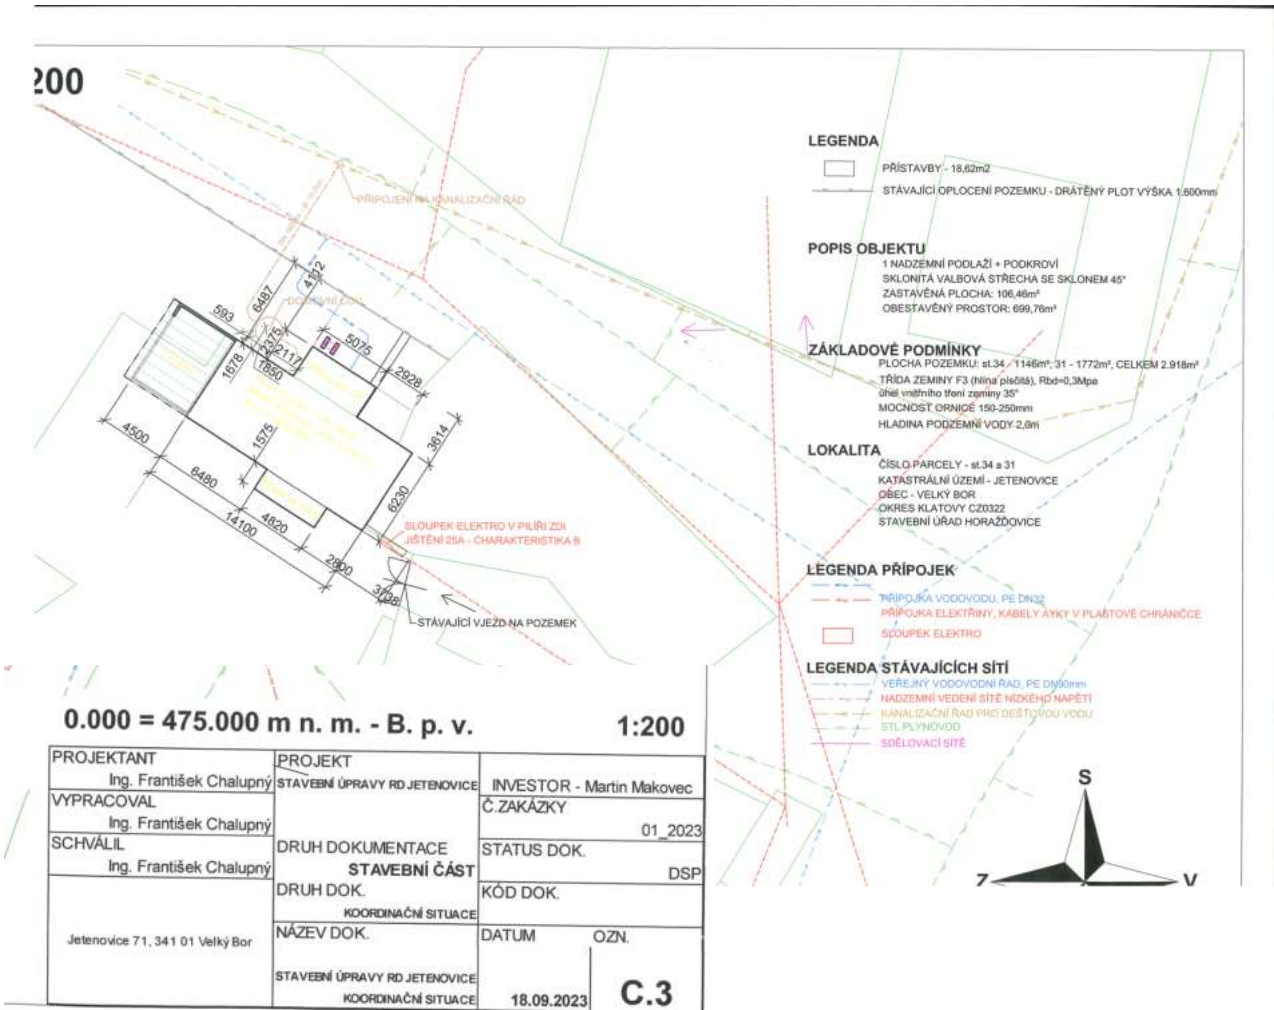 200
LEGENDA
PŘÍSTAVBY - 18,62m2
STÁVAJÍCÍ OPLOCENÍ POZEMKU - DRÁTĚNÝ PLOT VÝŠKA 1.600mm
PŘIPOJENÍ NA KANALIZAČNÍ ŘAD
POPIS OBJEKTU
1 NADZEMNÍ PODLAŽÍ + PODKROVÍ
SKLONITÁ VALBOVÁ STŘECHA SE SKLONEM 45°
ZASTAVĚNÁ PLOCHA: 106,46m²
OBESTAVĚNÝ PROSTOR: 699,76m³
ZÁKLADOVÉ PODMÍNKY
PLOCHA POZEMKU: st.34 - 1146m², 31 - 1772m², CELKEM 2.918m²
TŘÍDA ZEMINY F3 (hlína písčitá), Rbd=0,3Mpa
úhel vnitřního tření zeminy 35°
MOCNOST ORNICE 150-250mm
HLADINA PODZEMNÍ VODY 2,0m
LOKALITA
ČÍSLO PARCELY - st.34 a 31
KATASTRÁLNÍ ÚZEMÍ - JETENOVICE
OBEC - VELKÝ BOR
OKRES KLATOVY CZ0322
STAVEBNÍ ÚŘAD HORAŽĎOVICE
LEGENDA PŘÍPOJEK
PŘÍPOJKA VODOVODU, PE DN32
PŘÍPOJKA ELEKTŘINY, KABELY AYKY V PLASTOVÉ CHRÁNIČCE
SLOUPEK ELEKTRO
LEGENDA STÁVAJÍCÍCH SÍTÍ
VEŘEJNÝ VODOVODNÍ ŘAD, PE DN90mm
NADZEMNÍ VEDENÍ SÍTĚ NÍZKÉHO NAPĚTÍ
KANALIZAČNÍ ŘAD PRO DEŠŤOVOU VODU
STL PLYNOVOD
SDĚLOVACÍ SÍTĚ
4112
6487
593
1375
2117
1850
1678
5075
2928
3614
6230
4500
6480
14100
1575
4820
2800
3738
SLOUPEK ELEKTRO V PILÍŘI ZDI
JIŠTĚNÍ 25A - CHARAKTERISTIKA B
STÁVAJÍCÍ VJEZD NA POZEMEK
S
Z
V
0.000 = 475.000 m n. m. - B. p. v.
1:200
PROJEKTANT
Ing. František Chalupný
VYPRACOVAL
Ing. František Chalupný
SCHVÁLIL
Ing. František Chalupný
Jetenovice 71, 341 01 Velký Bor
PROJEKT
STAVEBNÍ ÚPRAVY RD JETENOVICE
DRUH DOKUMENTACE
STAVEBNÍ ČÁST
DRUH DOK.
KOORDINAČNÍ SITUACE
NÁZEV DOK.
STAVEBNÍ ÚPRAVY RD JETENOVICE
KOORDINAČNÍ SITUACE
INVESTOR - Martin Makovec
Č.ZAKÁZKY
01_2023
STATUS DOK.
DSP
KÓD DOK.
DATUM
18.09.2023
OZN.
C.3